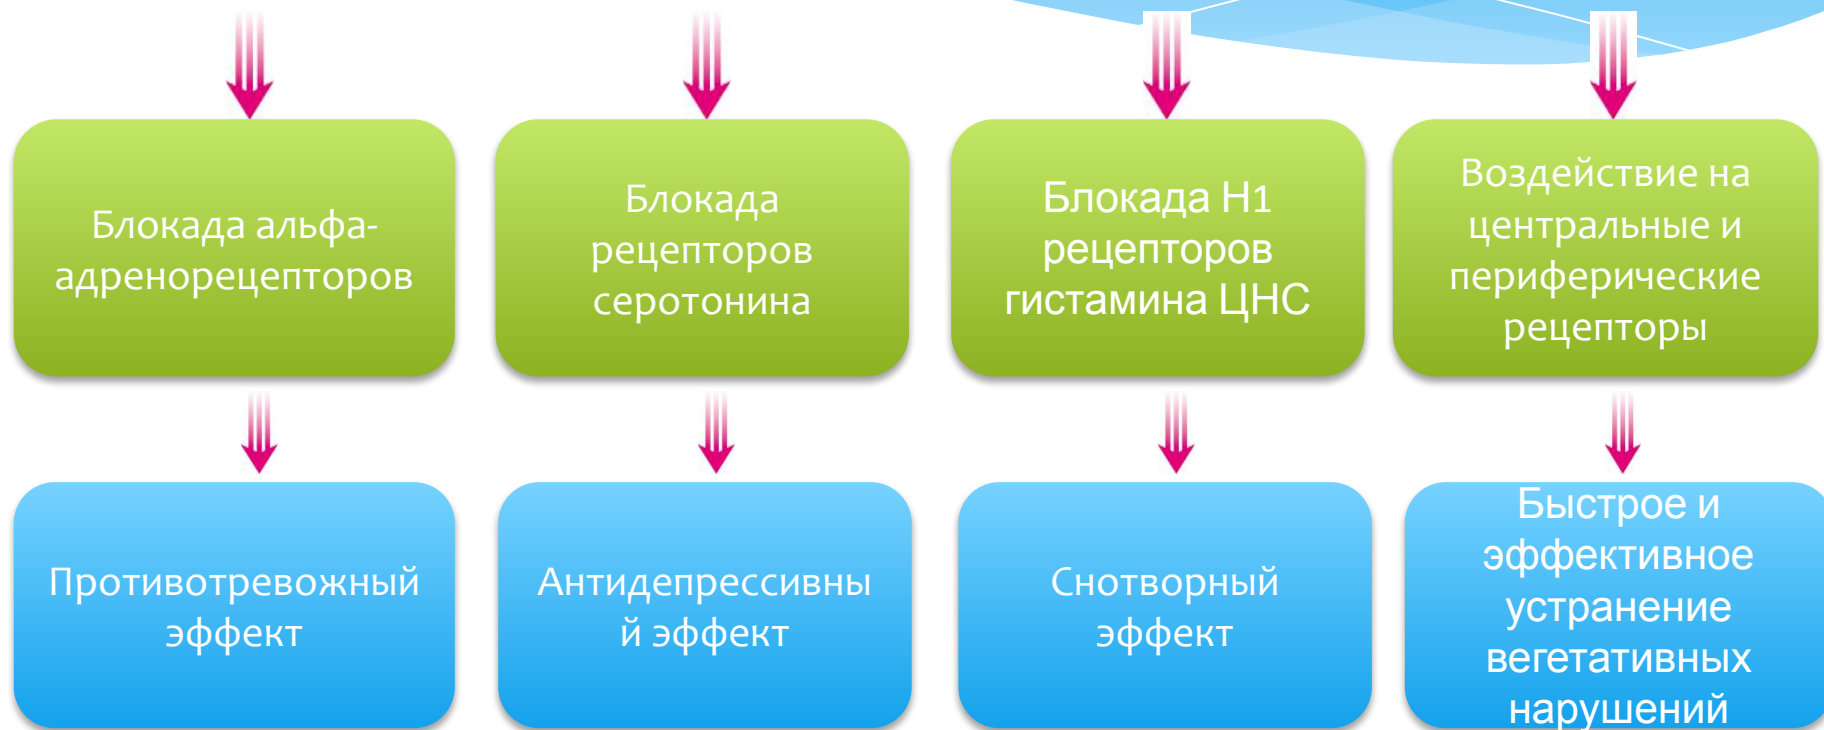 Блокада альфа-
адренорецепторов
Блокада
рецепторов
серотонина
Блокада Н1
рецепторов
гистамина ЦНС
Воздействие на
центральные и
периферические
рецепторы
Противотревожный
эффект
Антидепрессивны
й эффект
Снотворный
эффект
Быстрое и
эффективное
устранение
вегетативных
нарушений